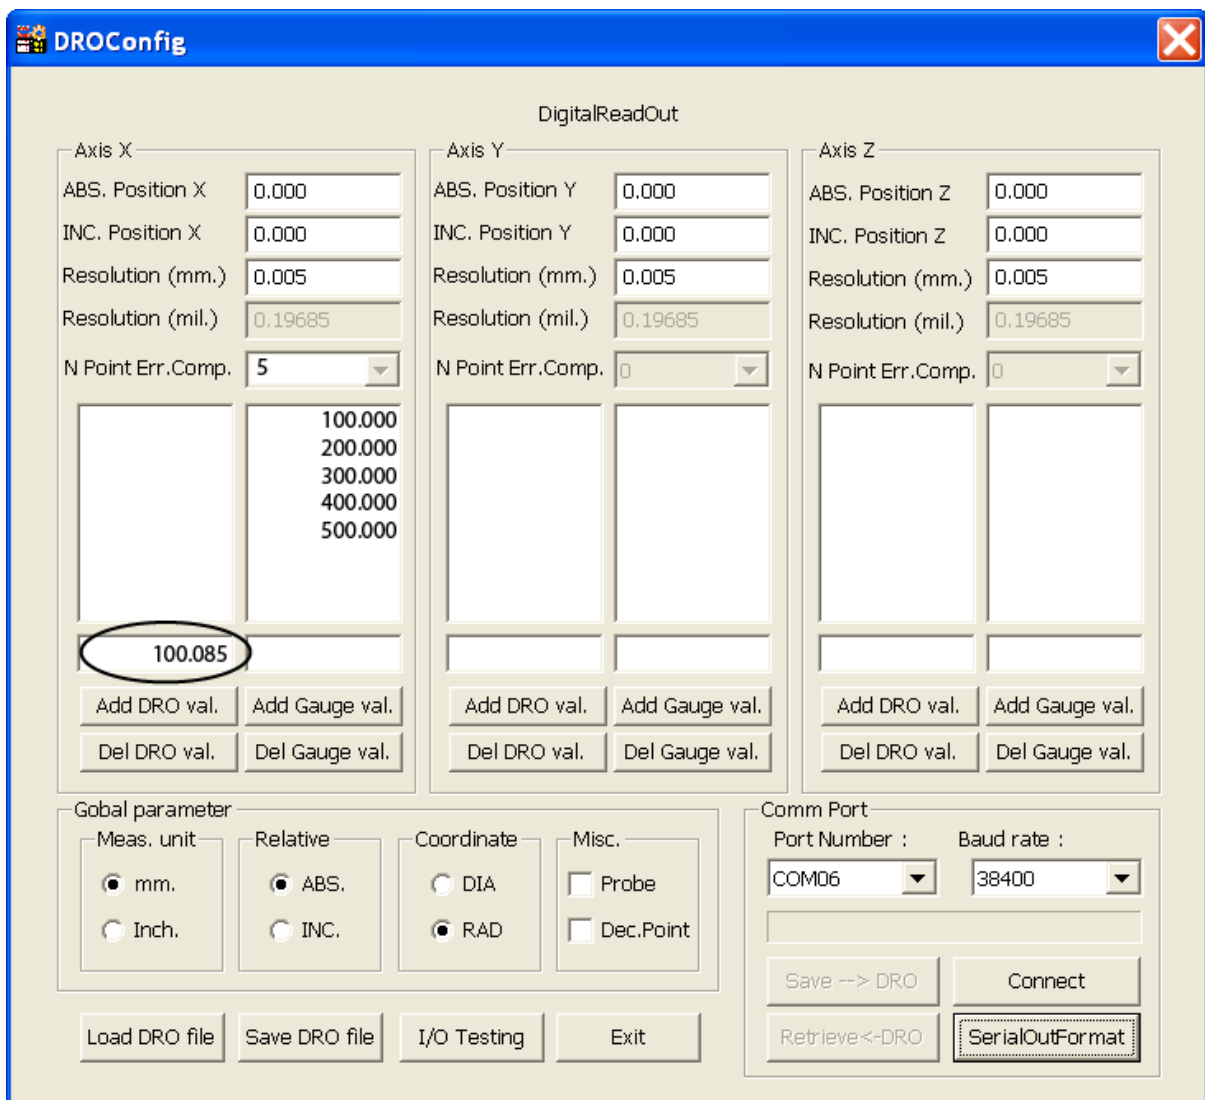 DROConfig
DigitalReadOut
Axis X
ABS. Position X 0.000
INC. Position X 0.000
Resolution (mm.) 0.005
Resolution (mil.) 0.19685
N Point Err.Comp. 5
100.000
200.000
300.000
400.000
500.000
100.085
Add DRO val. Add Gauge val.
Del DRO val. Del Gauge val.
Axis Y
ABS. Position Y 0.000
INC. Position Y 0.000
Resolution (mm.) 0.005
Resolution (mil.) 0.19685
N Point Err.Comp. 0
Add DRO val. Add Gauge val.
Del DRO val. Del Gauge val.
Axis Z
ABS. Position Z 0.000
INC. Position Z 0.000
Resolution (mm.) 0.005
Resolution (mil.) 0.19685
N Point Err.Comp. 0
Add DRO val. Add Gauge val.
Del DRO val. Del Gauge val.
Gobal parameter
Meas. unit
mm.
Inch.
Relative
ABS.
INC.
Coordinate
DIA
RAD
Misc.
Probe
Dec.Point
Comm Port
Port Number : Baud rate :
COM06 38400
Save --> DRO Connect
Retrieve<-DRO SerialOutFormat
Load DRO file Save DRO file I/O Testing Exit